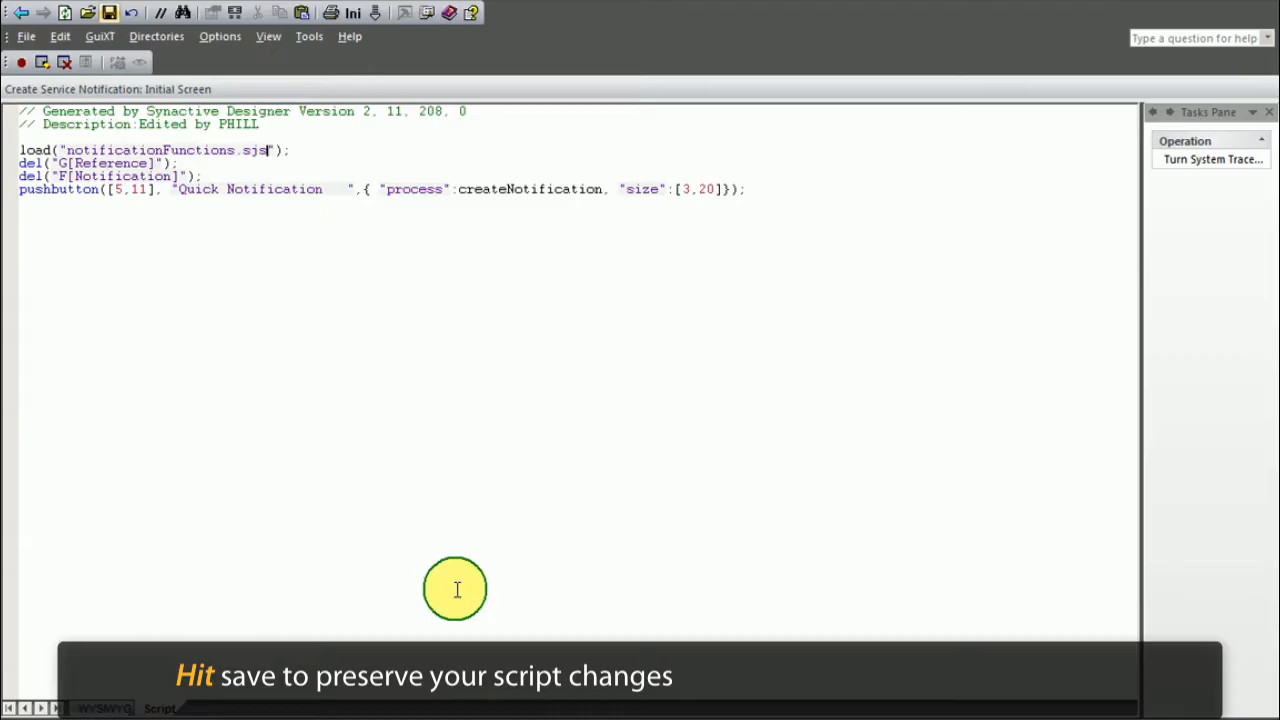 Ini
File Edit GuiXT Directories Options View Tools Help
Type a question for help
Create Service Notification: Initial Screen
// Generated by Synactive Designer Version 2, 11, 208, 0
// Description:Edited by PHILL
load("notificationFunctions.sjs");
del("G[Reference]");
del("F[Notification]");
pushbutton([5,11], "Quick Notification   ",{ "process":createNotification, "size":[3,20]});
Tasks Pane
Operation
Turn System Trace...
Hit save to preserve your script changes
WYSIWYG Script